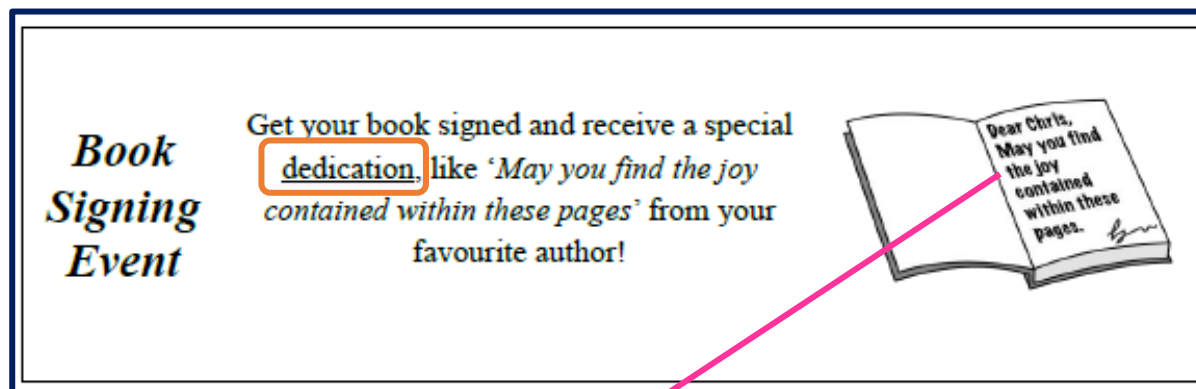 Book
Signing
Event
Get your book signed and receive a special
dedication, like ‘May you find the joy
contained within these pages’ from your
favourite author!
Dear Chris,
May you find
the joy
contained
within these
pages.